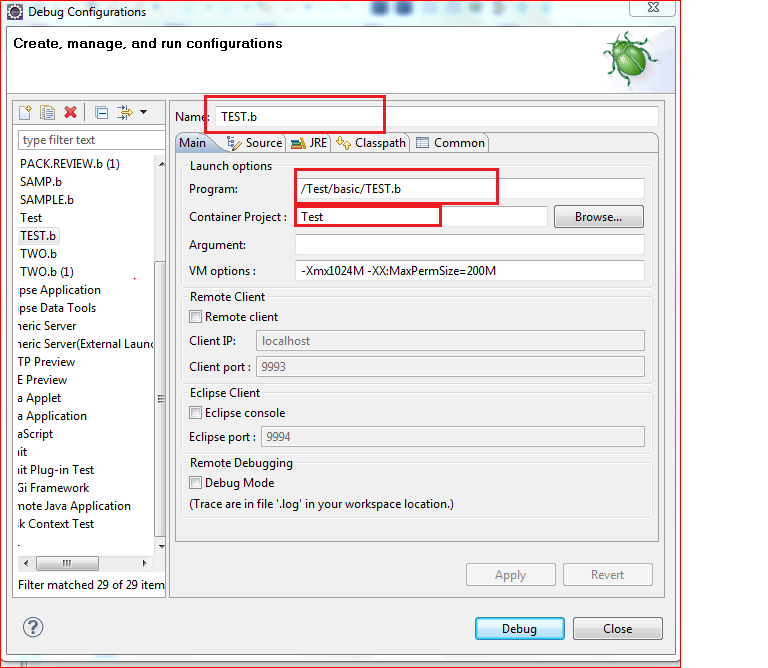 Debug Configurations
Create, manage, and run configurations
type filter text
PACK.REVIEW.b (1)
SAMP.b
SAMPLE.b
Test
TEST.b
TWO.b
TWO.b (1)
pse Application
pse Data Tools
neric Server
neric Server(External Laun
TP Preview
E Preview
a Applet
a Application
aScript
nit
nit Plug-in Test
Gi Framework
mote Java Application
sk Context Test
Filter matched 29 of 29 item
Name: TEST.b
Main Source JRE Classpath Common
Launch options
Program: /Test/basic/TEST.b
Container Project : Test Browse...
Argument:
VM options : -Xmx1024M -XX:MaxPermSize=200M
Remote Client
Remote client
Client IP: localhost
Client port : 9993
Eclipse Client
Eclipse console
Eclipse port : 9994
Remote Debugging
Debug Mode
(Trace are in file '.log' in your workspace location.)
Apply Revert
? Debug Close